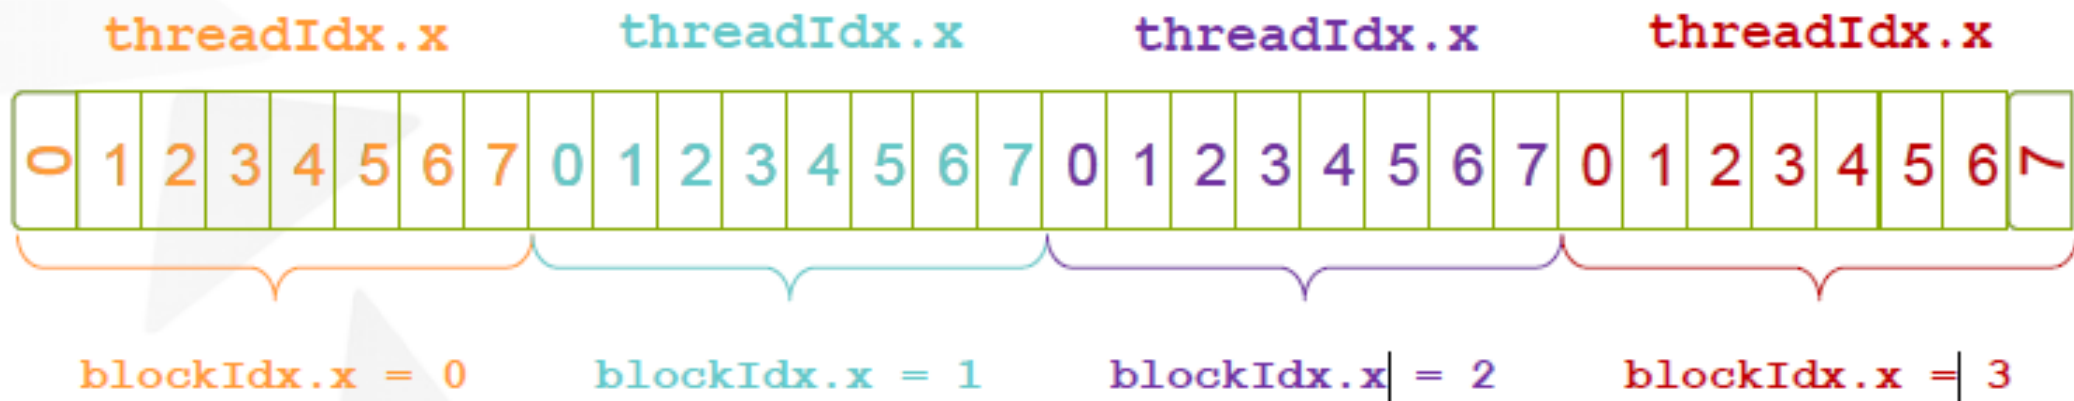 threadIdx.x threadIdx.x threadIdx.x threadIdx.x
0 1 2 3 4 5 6 7 0 1 2 3 4 5 6 7 0 1 2 3 4 5 6 7 0 1 2 3 4 5 6 7
blockIdx.x = 0 blockIdx.x = 1 blockIdx.x = 2 blockIdx.x = 3